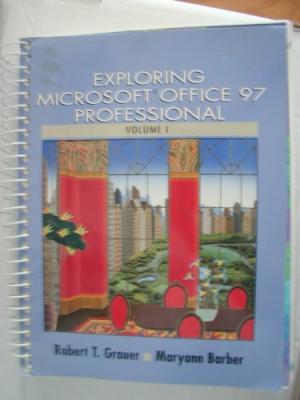 EXPLORING
MICROSOFT OFFICE 97
PROFESSIONAL
VOLUME I
Robert T. Grauer ■ Maryann Barber